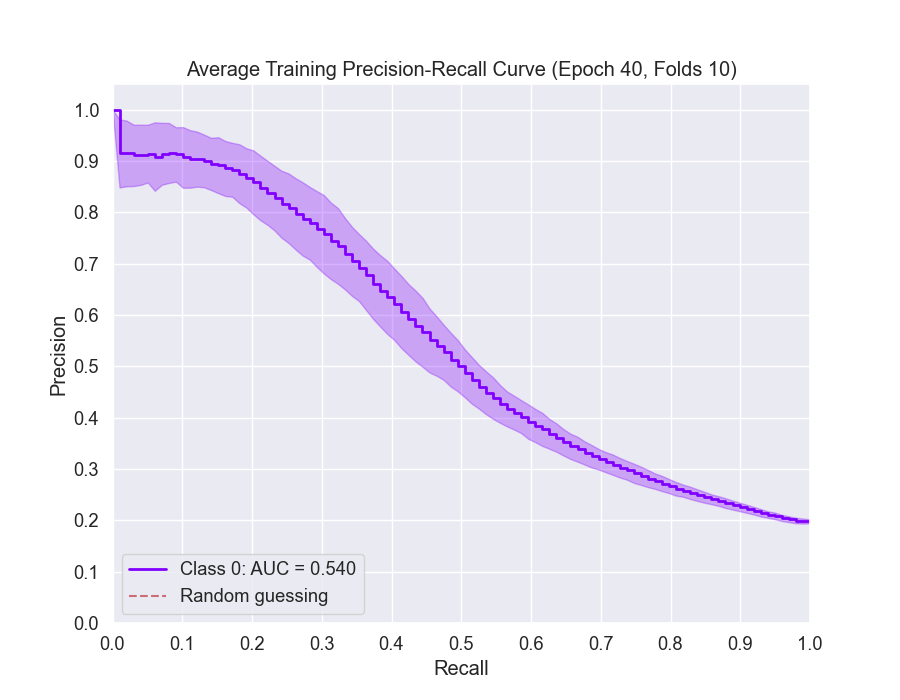 Average Training Precision-Recall Curve (Epoch 40, Folds 10)
Precision
1.0
0.9
0.8
0.7
0.6
0.5
0.4
0.3
0.2
0.1
0.0
Class 0: AUC = 0.540
Random guessing
0.0 0.1 0.2 0.3 0.4 0.5 0.6 0.7 0.8 0.9 1.0
Recall